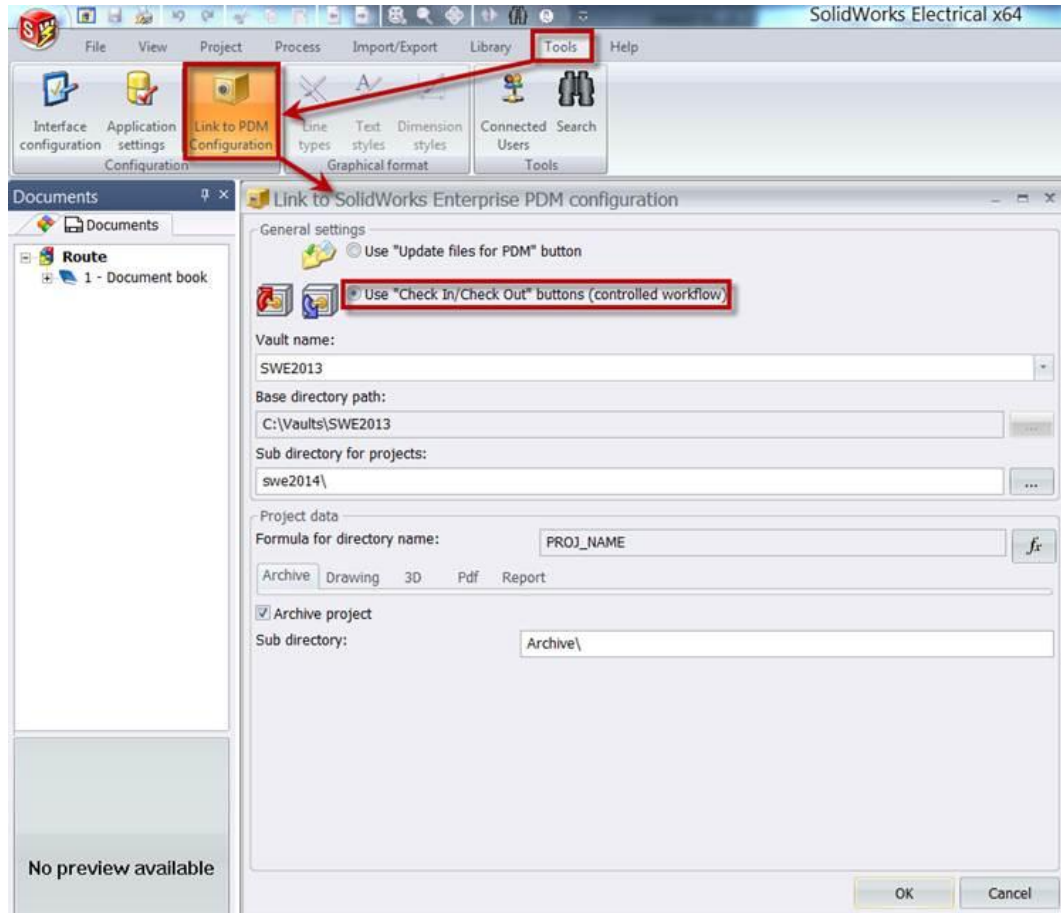 SolidWorks Electrical x64
File View Project Process Import/Export Library Tools Help
Interface configuration
Application settings
Link to PDM Configuration
Line types
Text styles
Dimension styles
Connected Users
Search
Configuration
Graphical format
Tools
Documents
Documents
Route
1 - Document book
No preview available
Link to SolidWorks Enterprise PDM configuration
General settings
Use "Update files for PDM" button
Use "Check In/Check Out" buttons (controlled workflow)
Vault name:
SWE2013
Base directory path:
C:\Vaults\SWE2013
...
Sub directory for projects:
swe2014\
...
Project data
Formula for directory name:
PROJ_NAME
fx
Archive Drawing 3D Pdf Report
Archive project
Sub directory:
Archive\
OK Cancel